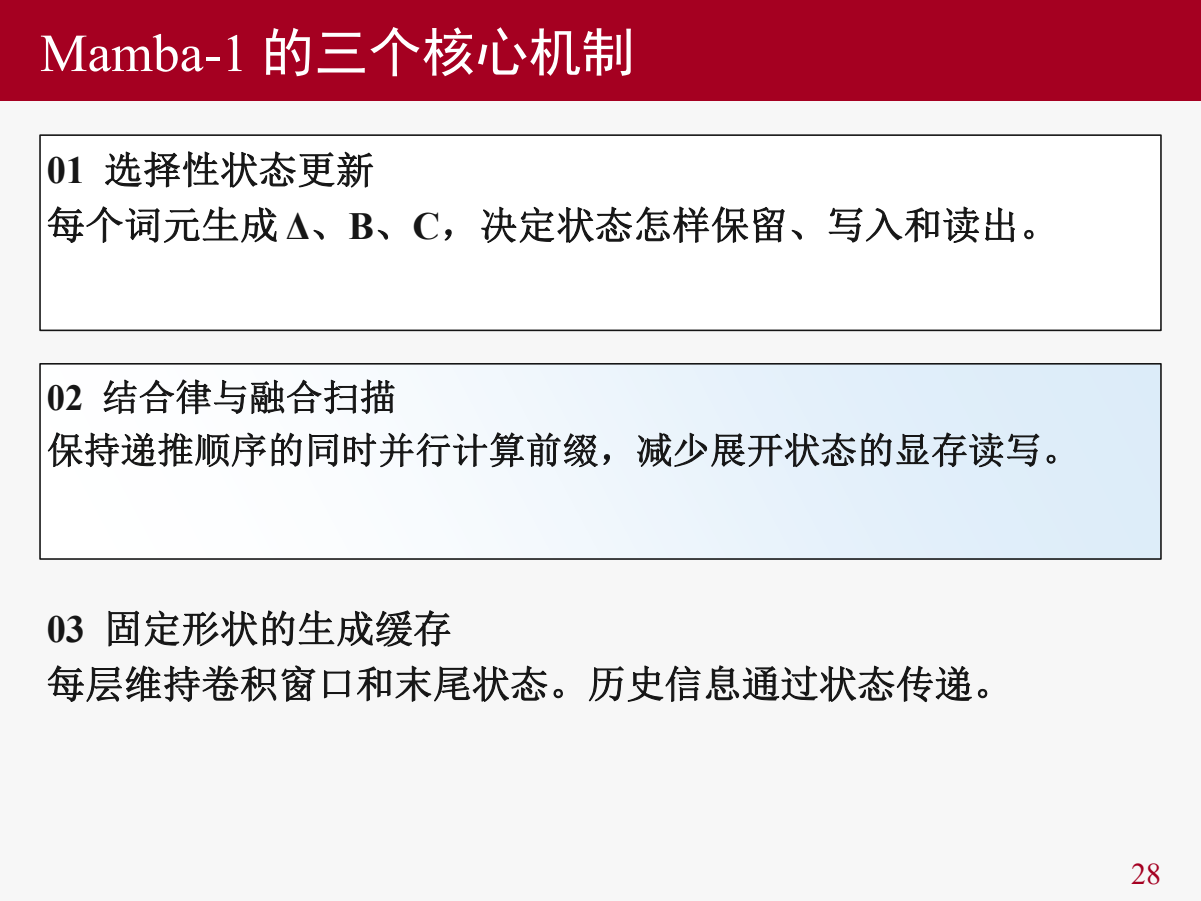 Mamba-1 的三个核心机制
01 选择性状态更新
每个词元生成 Δ、B、C，决定状态怎样保留、写入和读出。
02 结合律与融合扫描
保持递推顺序的同时并行计算前缀，减少展开状态的显存读写。
03 固定形状的生成缓存
每层维持卷积窗口和末尾状态。历史信息通过状态传递。
28